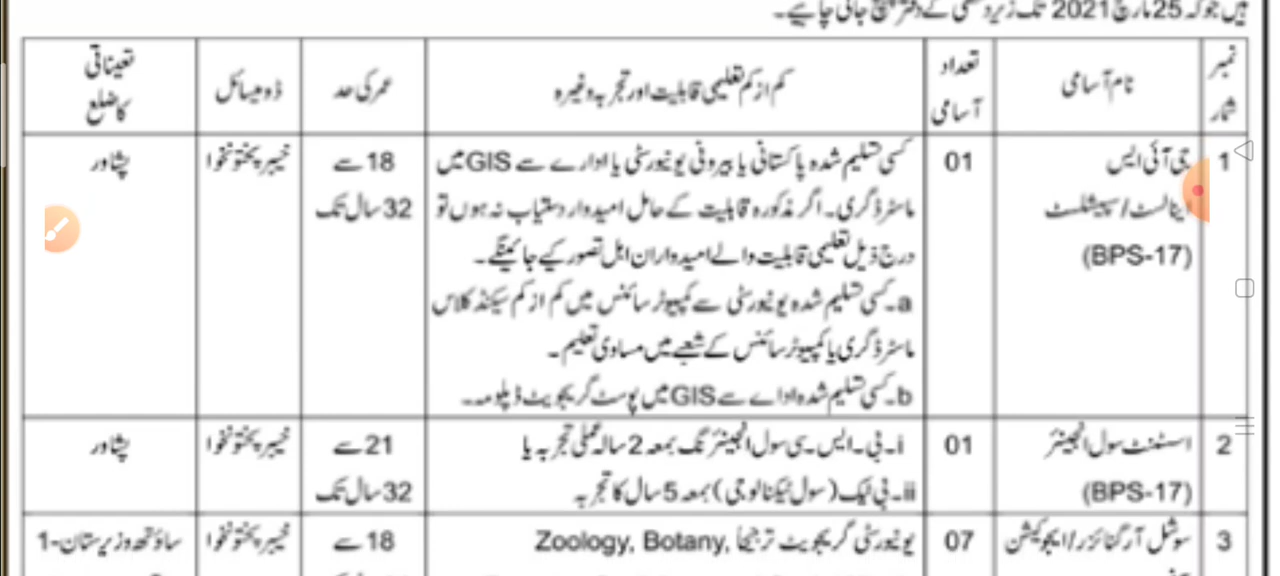 ہیں جو کہ 25 مارچ 2021 تک زیر دستخطی کے دفتر پہنچ جانی چاہیے۔
نمبر شمار
نام آسامی
تعداد آسامی
کم از کم تعلیمی قابلیت اور تجربہ وغیرہ
عمر کی حد
ڈومیسائل
تعیناتی کا ضلع
1
جی آئی ایس
اینالسٹ/سپیشلسٹ
(BPS-17)
01
کسی تسلیم شدہ پاکستانی یا بیرونی یونیورسٹی یا ادارے سے GIS میں
ماسٹر ڈگری۔ اگر مذکورہ قابلیت کے حامل امیدوار دستیاب نہ ہوں تو
درج ذیل تعلیمی قابلیت والے امیدواران اہل تصور کیے جائینگے۔
a۔ کسی تسلیم شدہ یونیورسٹی سے کمپیوٹر سائنس میں کم از کم سیکنڈ کلاس
ماسٹر ڈگری یا کمپیوٹر سائنس کے شعبے میں مساوی تعلیم۔
b۔ کسی تسلیم شدہ اداے سے GIS میں پوسٹ گریجویٹ ڈپلومہ۔
18 سے
32 سال تک
خیبر پختونخوا
پشاور
2
اسسٹنٹ سول انجینئر
(BPS-17)
01
i۔ بی۔ایس۔سی سول انجینئرنگ بمعہ 2 سالہ عملی تجربہ یا
ii۔ بی ٹیک (سول ٹیکنالوجی) بمعہ 5 سال کا تجربہ
21 سے
32 سال تک
خیبر پختونخوا
پشاور
3
سوشل آرگنائزر/ایجوکیشن
07
یونیورسٹی گریجویٹ ترجیحاً Zoology, Botany,
18 سے
خیبر پختونخوا
ساؤتھ وزیرستان-1